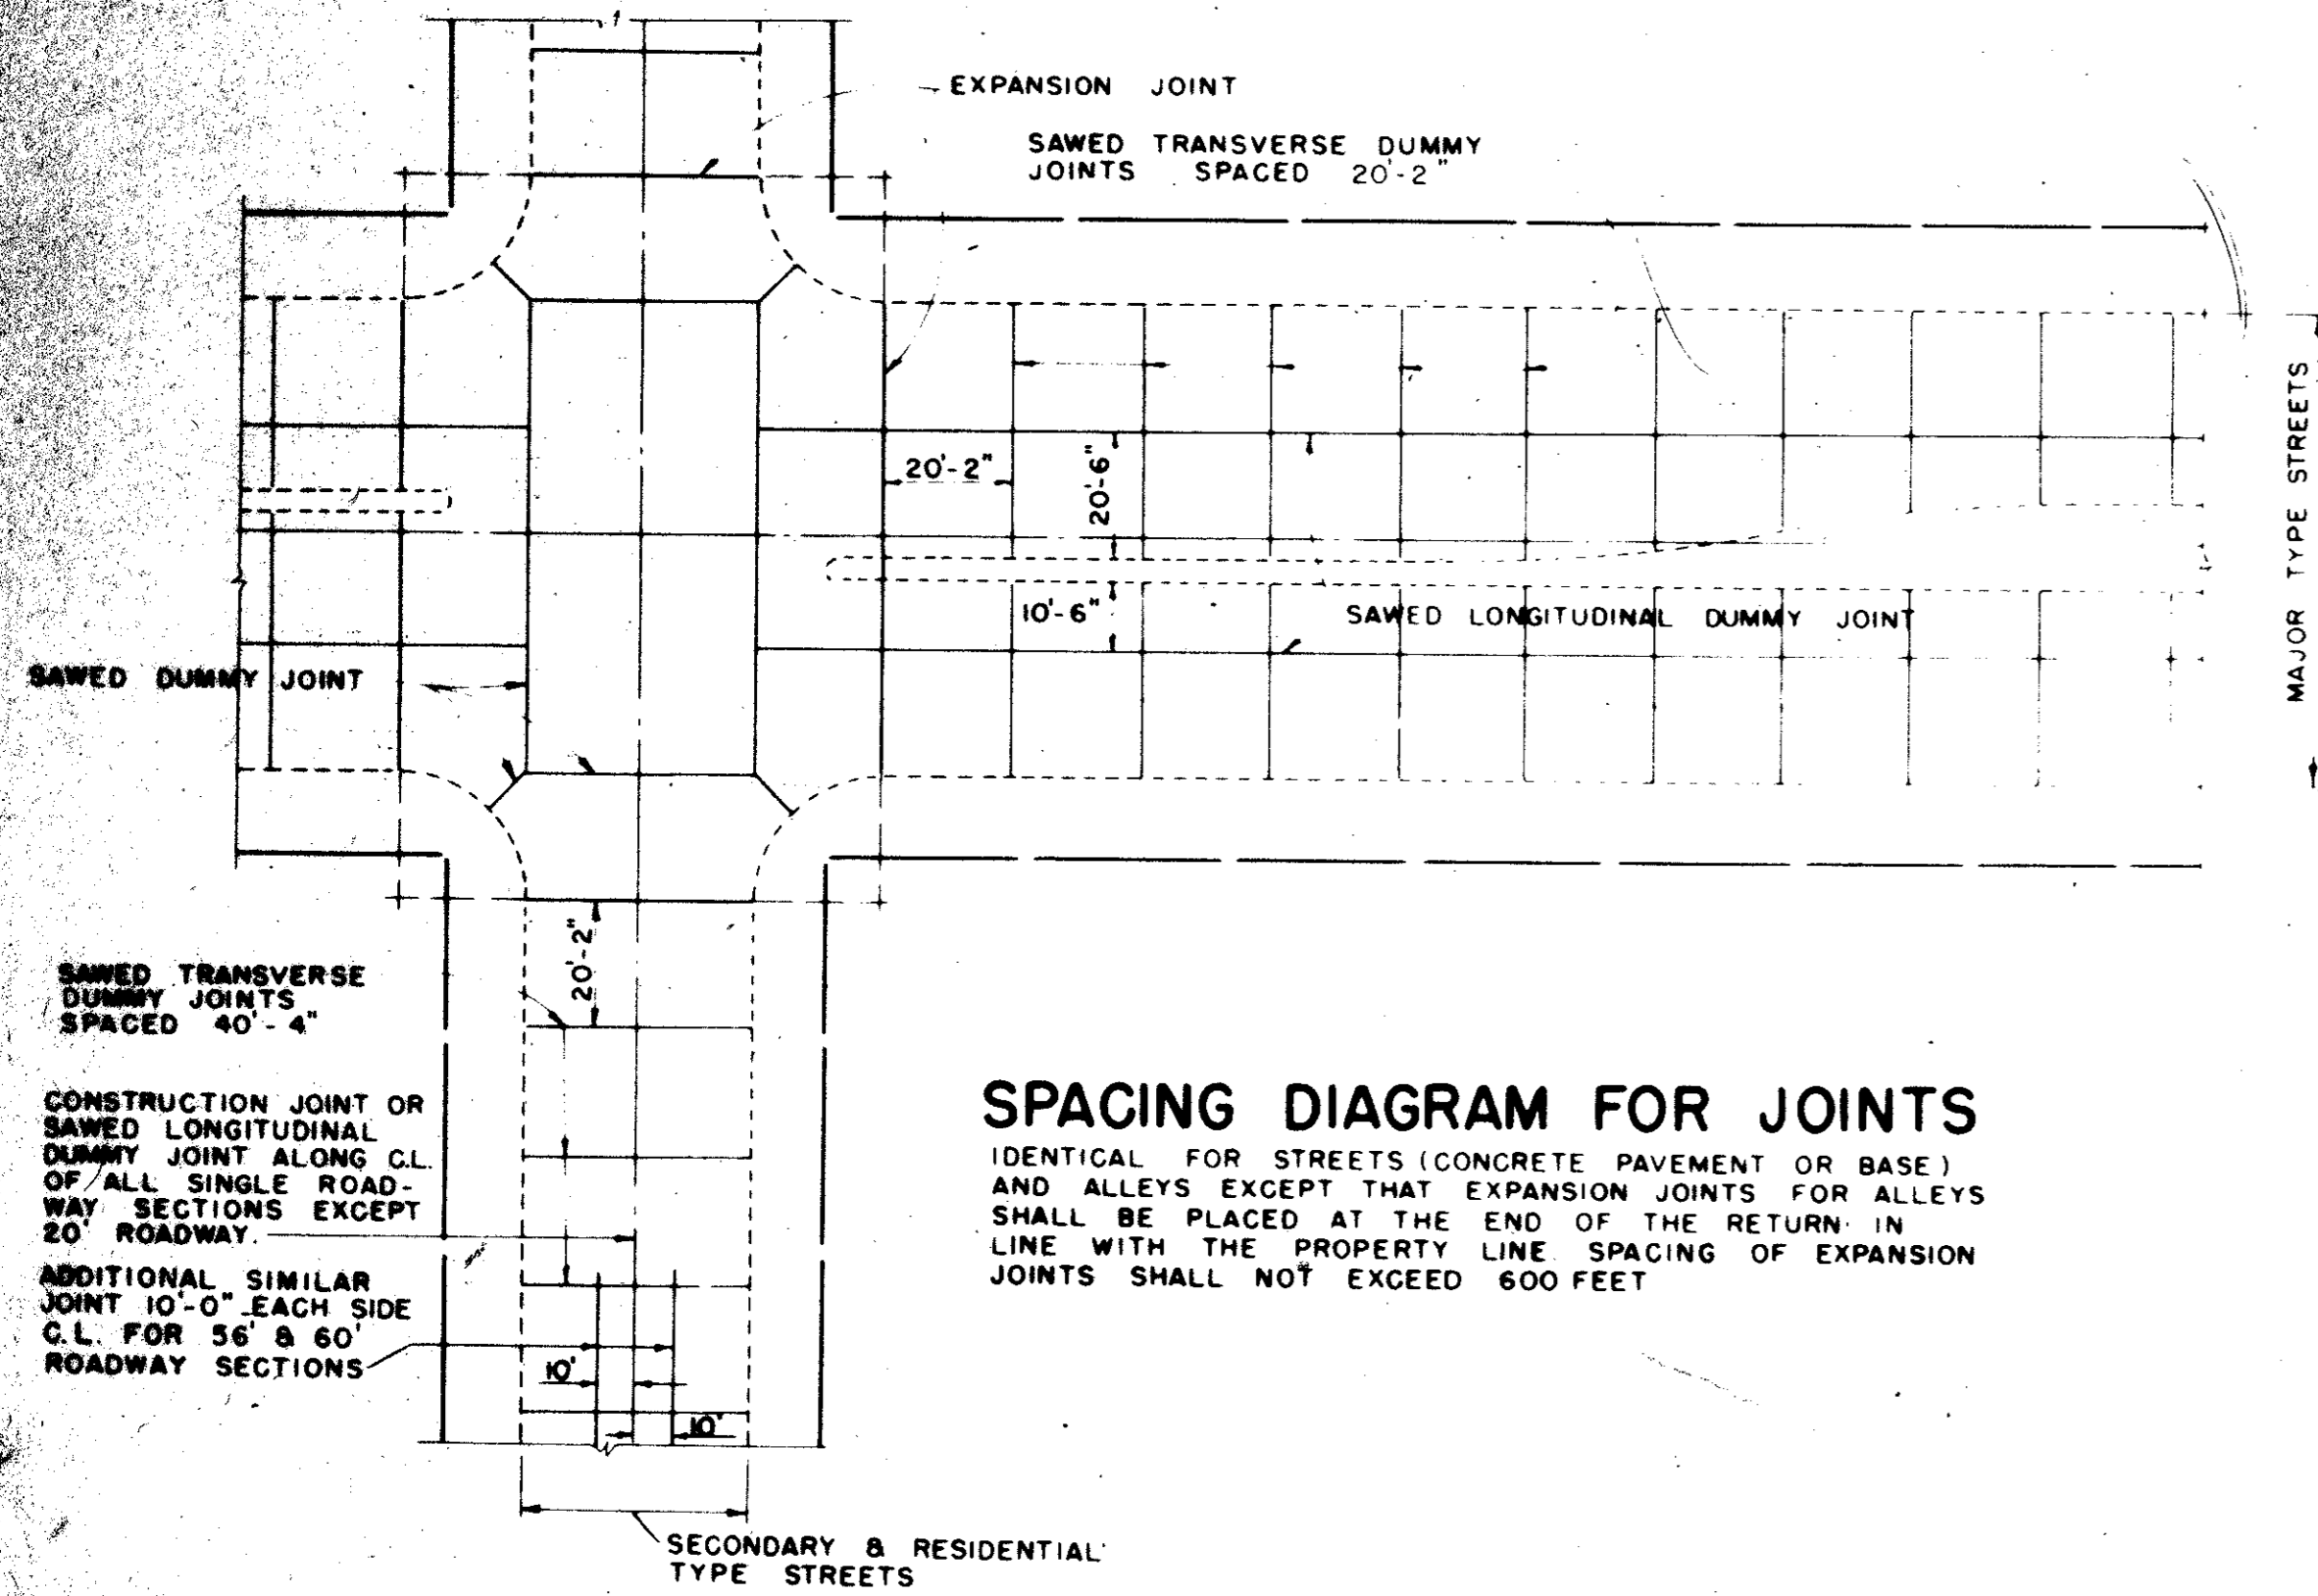 EXPANSION JOINT
SAWED TRANSVERSE DUMMY
JOINTS SPACED 20'-2"
MAJOR TYPE STREETS
20'-2"
20'-6"
10'-6"
SAWED LONGITUDINAL DUMMY JOINT
SAWED DUMMY JOINT
20'-2"
SAWED TRANSVERSE
DUMMY JOINTS
SPACED 40'-4"
CONSTRUCTION JOINT OR
SAWED LONGITUDINAL
DUMMY JOINT ALONG C.L.
OF ALL SINGLE ROAD-
WAY SECTIONS EXCEPT
20' ROADWAY.
ADDITIONAL SIMILAR
JOINT 10'-0" EACH SIDE
C.L. FOR 56' & 60'
ROADWAY SECTIONS
10'
10'
SPACING DIAGRAM FOR JOINTS
IDENTICAL FOR STREETS (CONCRETE PAVEMENT OR BASE)
AND ALLEYS EXCEPT THAT EXPANSION JOINTS FOR ALLEYS
SHALL BE PLACED AT THE END OF THE RETURN IN
LINE WITH THE PROPERTY LINE. SPACING OF EXPANSION
JOINTS SHALL NOT EXCEED 600 FEET
SECONDARY & RESIDENTIAL
TYPE STREETS